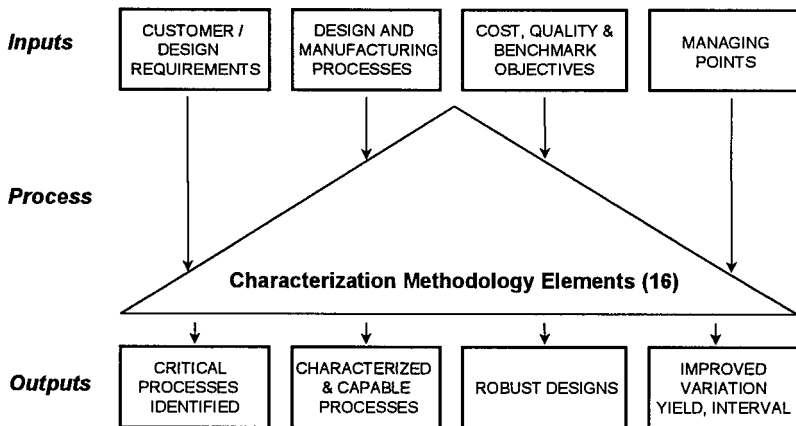 Inputs
CUSTOMER /
DESIGN
REQUIREMENTS
DESIGN AND
MANUFACTURING
PROCESSES
COST, QUALITY &
BENCHMARK
OBJECTIVES
MANAGING
POINTS
Process
Characterization Methodology Elements (16)
Outputs
CRITICAL
PROCESSES
IDENTIFIED
CHARACTERIZED
& CAPABLE
PROCESSES
ROBUST DESIGNS
IMPROVED
VARIATION
YIELD, INTERVAL